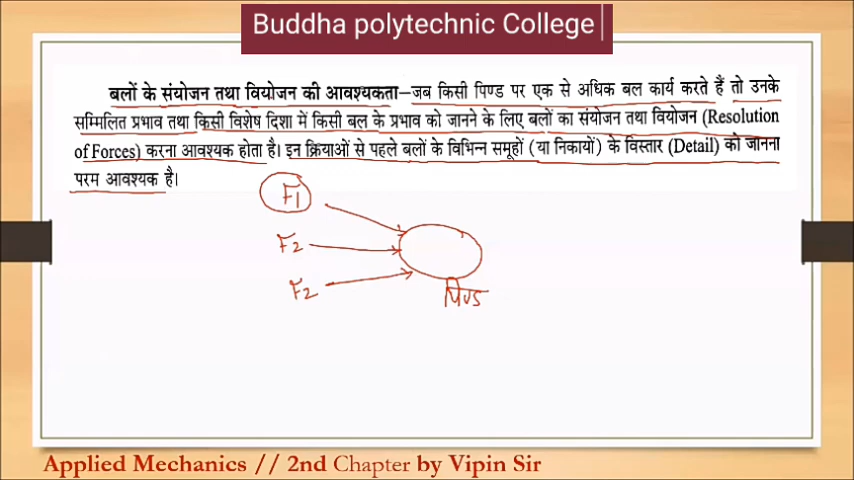 Buddha polytechnic College
बलों के संयोजन तथा वियोजन की आवश्यकता–जब किसी पिण्ड पर एक से अधिक बल कार्य करते हैं तो उनके
सम्मिलित प्रभाव तथा किसी विशेष दिशा में किसी बल के प्रभाव को जानने के लिए बलों का संयोजन तथा वियोजन (Resolution
of Forces) करना आवश्यक होता है। इन क्रियाओं से पहले बलों के विभिन्न समूहों (या निकायों) के विस्तार (Detail) को जानना
परम आवश्यक है।
F1
F2
F2
पिण्ड
Applied Mechanics // 2nd Chapter by Vipin Sir